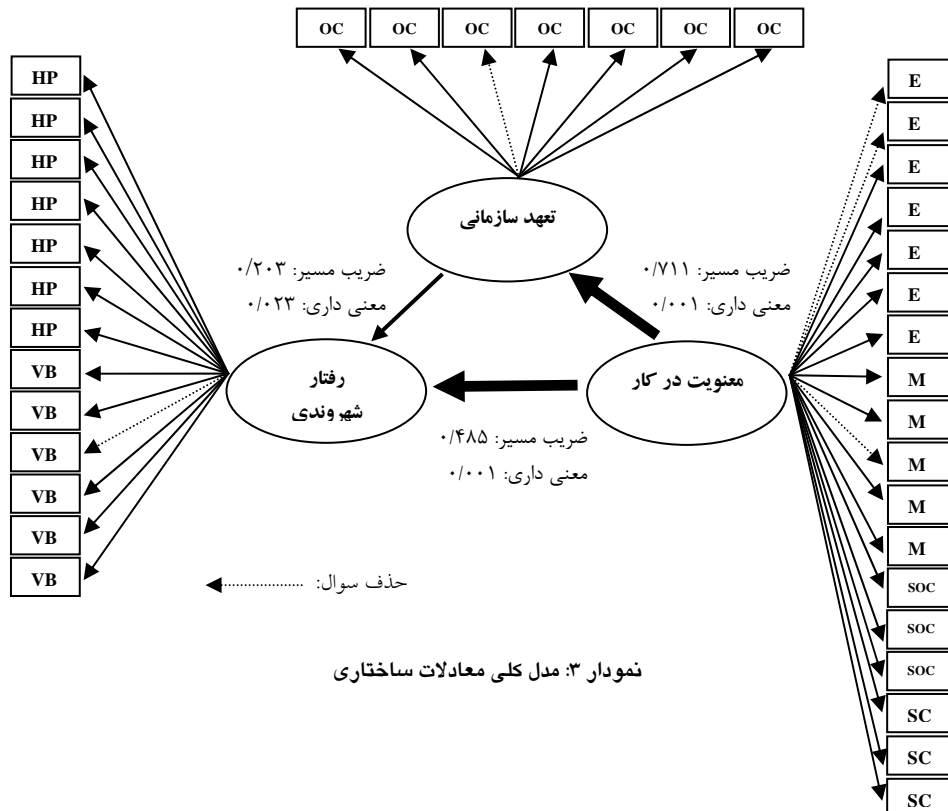 OC OC OC OC OC OC OC
HP
HP
HP
HP
HP
HP
HP
VB
VB
VB
VB
VB
VB
تعهد سازمانی
ضریب مسیر: ۰/۲۰۳
معنی داری: ۰/۰۲۳
ضریب مسیر: ۰/۷۱۱
معنی داری: ۰/۰۰۱
رفتار
شهروندی
معنویت در کار
ضریب مسیر: ۰/۴۸۵
معنی داری: ۰/۰۰۱
E
E
E
E
E
E
E
M
M
M
M
M
SOC
SOC
SOC
SC
SC
SC
حذف سوال:
نمودار ۳: مدل کلی معادلات ساختاری